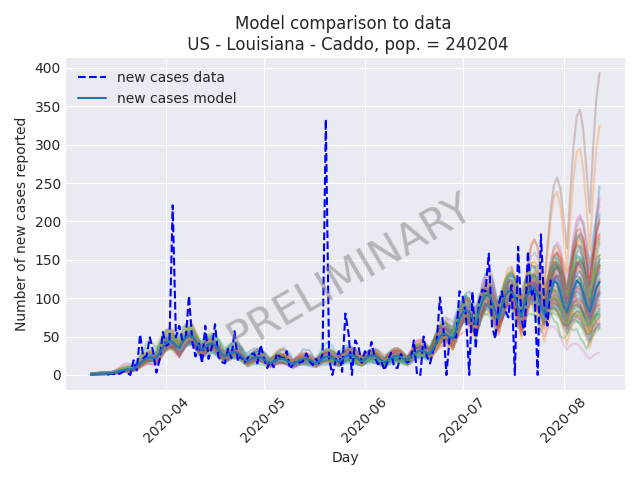 Model comparison to data
US - Louisiana - Caddo, pop. = 240204
new cases data
new cases model
PRELIMINARY
Number of new cases reported
400
350
300
250
200
150
100
50
0
2020-04
2020-05
2020-06
2020-07
2020-08
Day